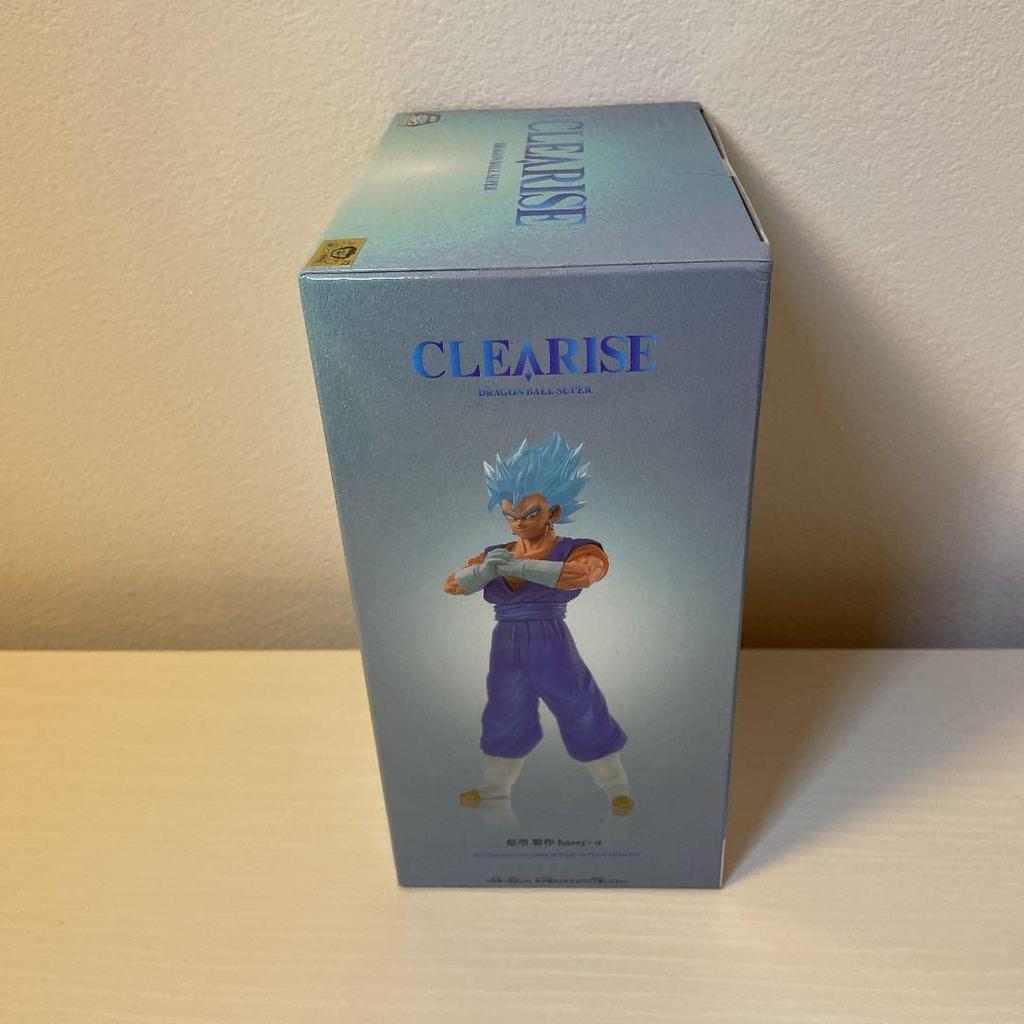 CLEARISE
DRAGON BALL SUPER
CLEARISE
DRAGON BALL SUPER
原型 製作 hassy+α